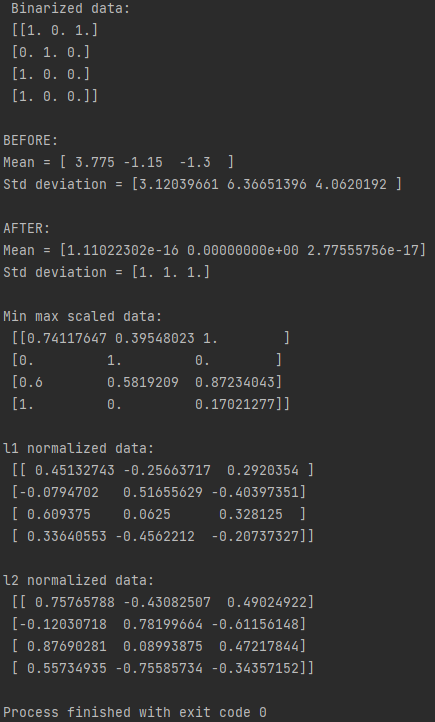 Binarized data:
[[1. 0. 1.]
[0. 1. 0.]
[1. 0. 0.]
[1. 0. 0.]]
BEFORE:
Mean = [ 3.775 -1.15  -1.3  ]
Std deviation = [3.12039661 6.36651396 4.0620192 ]
AFTER:
Mean = [1.11022302e-16 0.00000000e+00 2.77555756e-17]
Std deviation = [1. 1. 1.]
Min max scaled data:
[[0.74117647 0.39548023 1.        ]
[0.         1.         0.        ]
[0.6        0.5819209  0.87234043]
[1.         0.         0.17021277]]
l1 normalized data:
[[ 0.45132743 -0.25663717  0.2920354 ]
[-0.0794702   0.51655629 -0.40397351]
[ 0.609375    0.0625      0.328125  ]
[ 0.33640553 -0.4562212  -0.20737327]]
l2 normalized data:
[[ 0.75765788 -0.43082507  0.49024922]
[-0.12030718  0.78199664 -0.61156148]
[ 0.87690281  0.08993875  0.47217844]
[ 0.55734935 -0.75585734 -0.34357152]]
Process finished with exit code 0